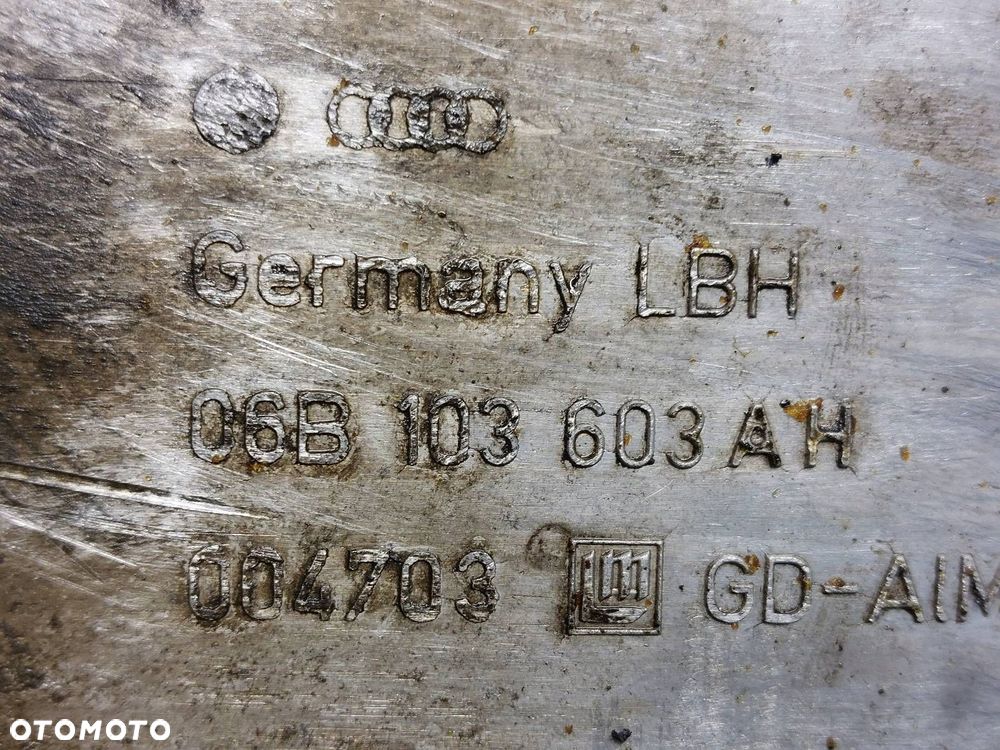 Germany LBH
06B 103 603 AH
004703 GD-AIM
OTOMOTO